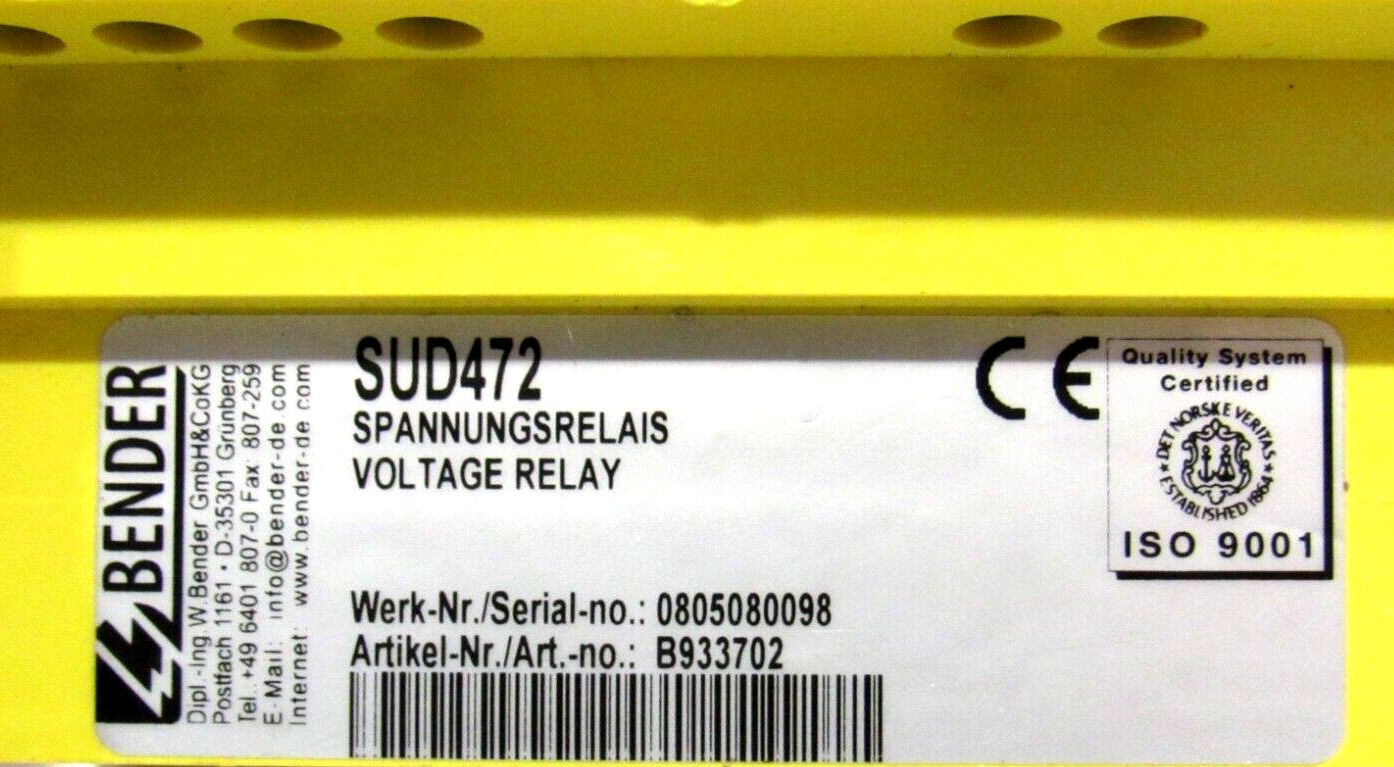 BENDER
Dipl.-Ing. W. Bender GmbH&CoKG
Postfach 1161 • D-35301 Grünberg
Tel.: +49 6401 807-0 Fax: 807-259
E-Mail: info@bender-de.com
Internet: www.bender-de.com
SUD472
SPANNUNGSRELAIS
VOLTAGE RELAY
Werk-Nr./Serial-no.: 0805080098
Artikel-Nr./Art.-no.: B933702
CE
Quality System
Certified
DET NORSKE VERITAS
ESTABLISHED 1864
ISO 9001